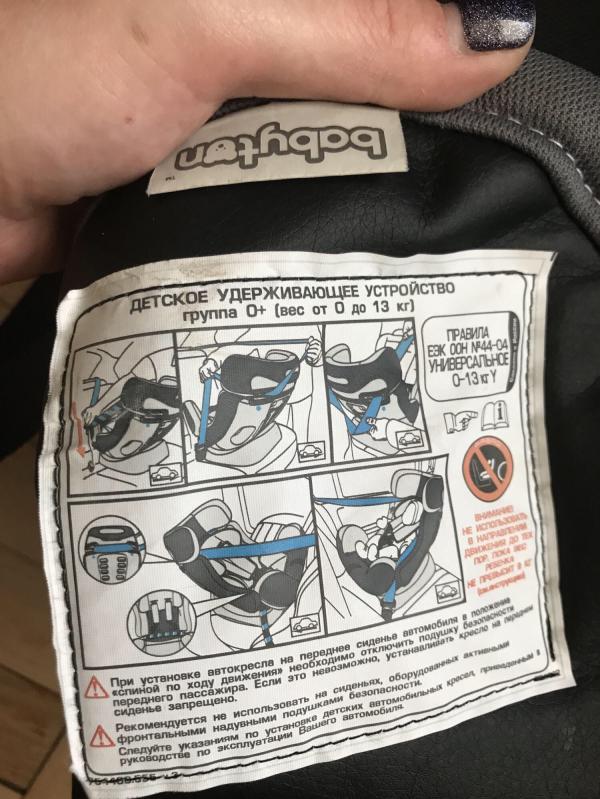 babyton
TM
ДЕТСКОЕ УДЕРЖИВАЮЩЕЕ УСТРОЙСТВО
группа 0+ (вес от 0 до 13 кг)
ПРАВИЛА
ЕЭК ООН №44-04
УНИВЕРСАЛЬНОЕ
0-13 кг Y
i
ВНИМАНИЕ!
НЕ ИСПОЛЬЗОВАТЬ
В НАПРАВЛЕНИИ
ДВИЖЕНИЯ ДО ТЕХ
ПОР, ПОКА ВЕС
РЕБЕНКА
НЕ ПРЕВЫСИТ 9 КГ
(см.инструкцию)
При установке автокресла на переднее сиденье автомобиля в положение
«спиной по ходу движения» необходимо отключить подушку безопасности
переднего пассажира. Если это невозможно, устанавливать кресло на переднем
сиденье запрещено.
Рекомендуется не использовать на сиденьях, оборудованных активными
фронтальными надувными подушками безопасности.
Следуйте указаниям по установке детских автомобильных кресел, приведенным в
руководстве по эксплуатации Вашего автомобиля.